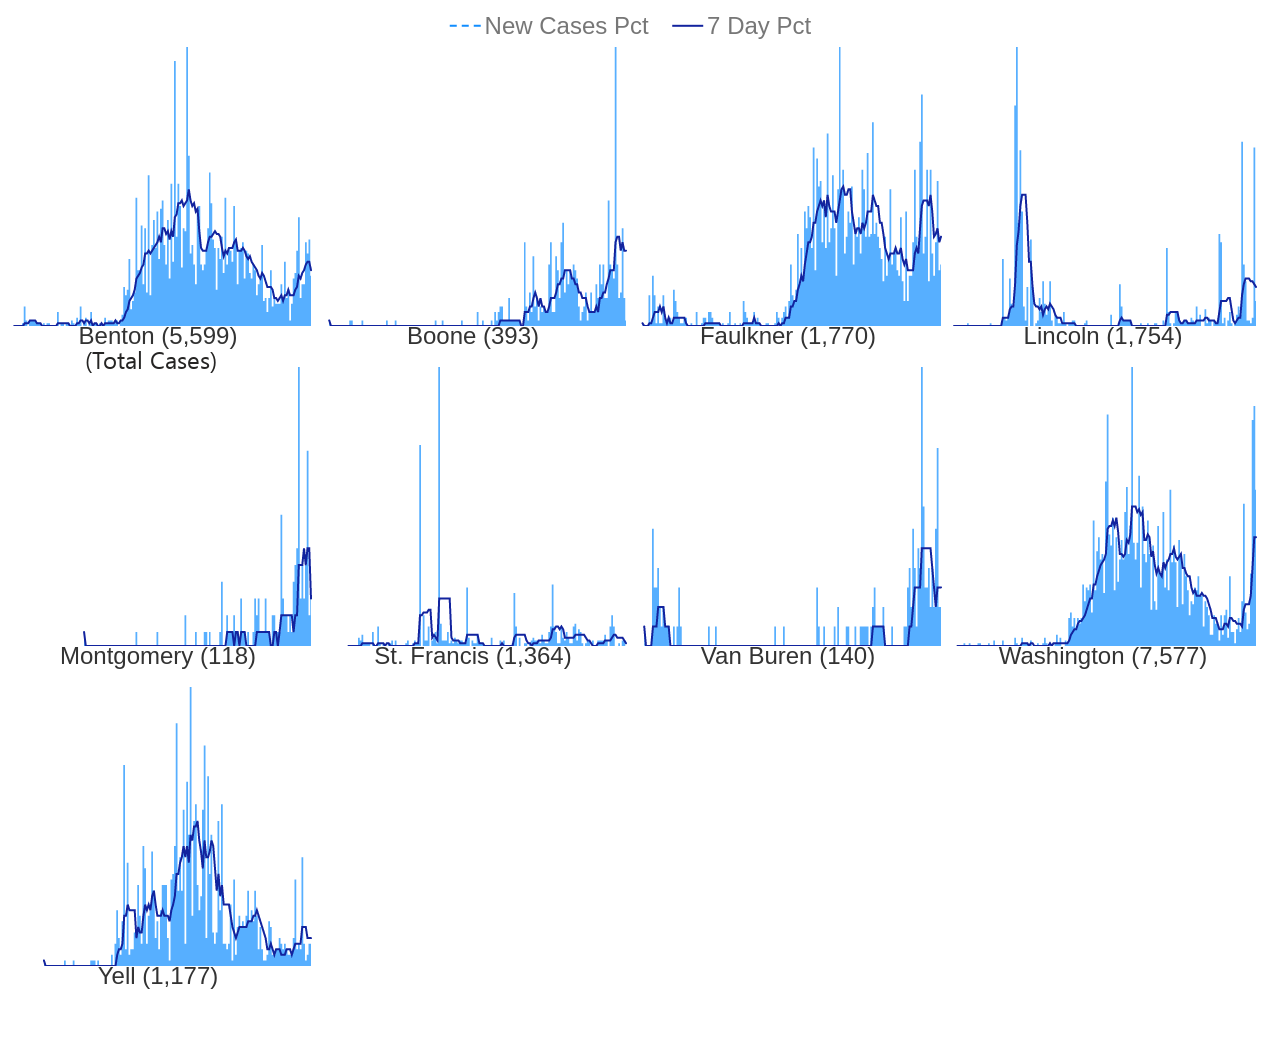 New Cases Pct 7 Day Pct
Benton (5,599) Boone (393) Faulkner (1,770) Lincoln (1,754)
(Total Cases)
Montgomery (118) St. Francis (1,364) Van Buren (140) Washington (7,577)
Yell (1,177)